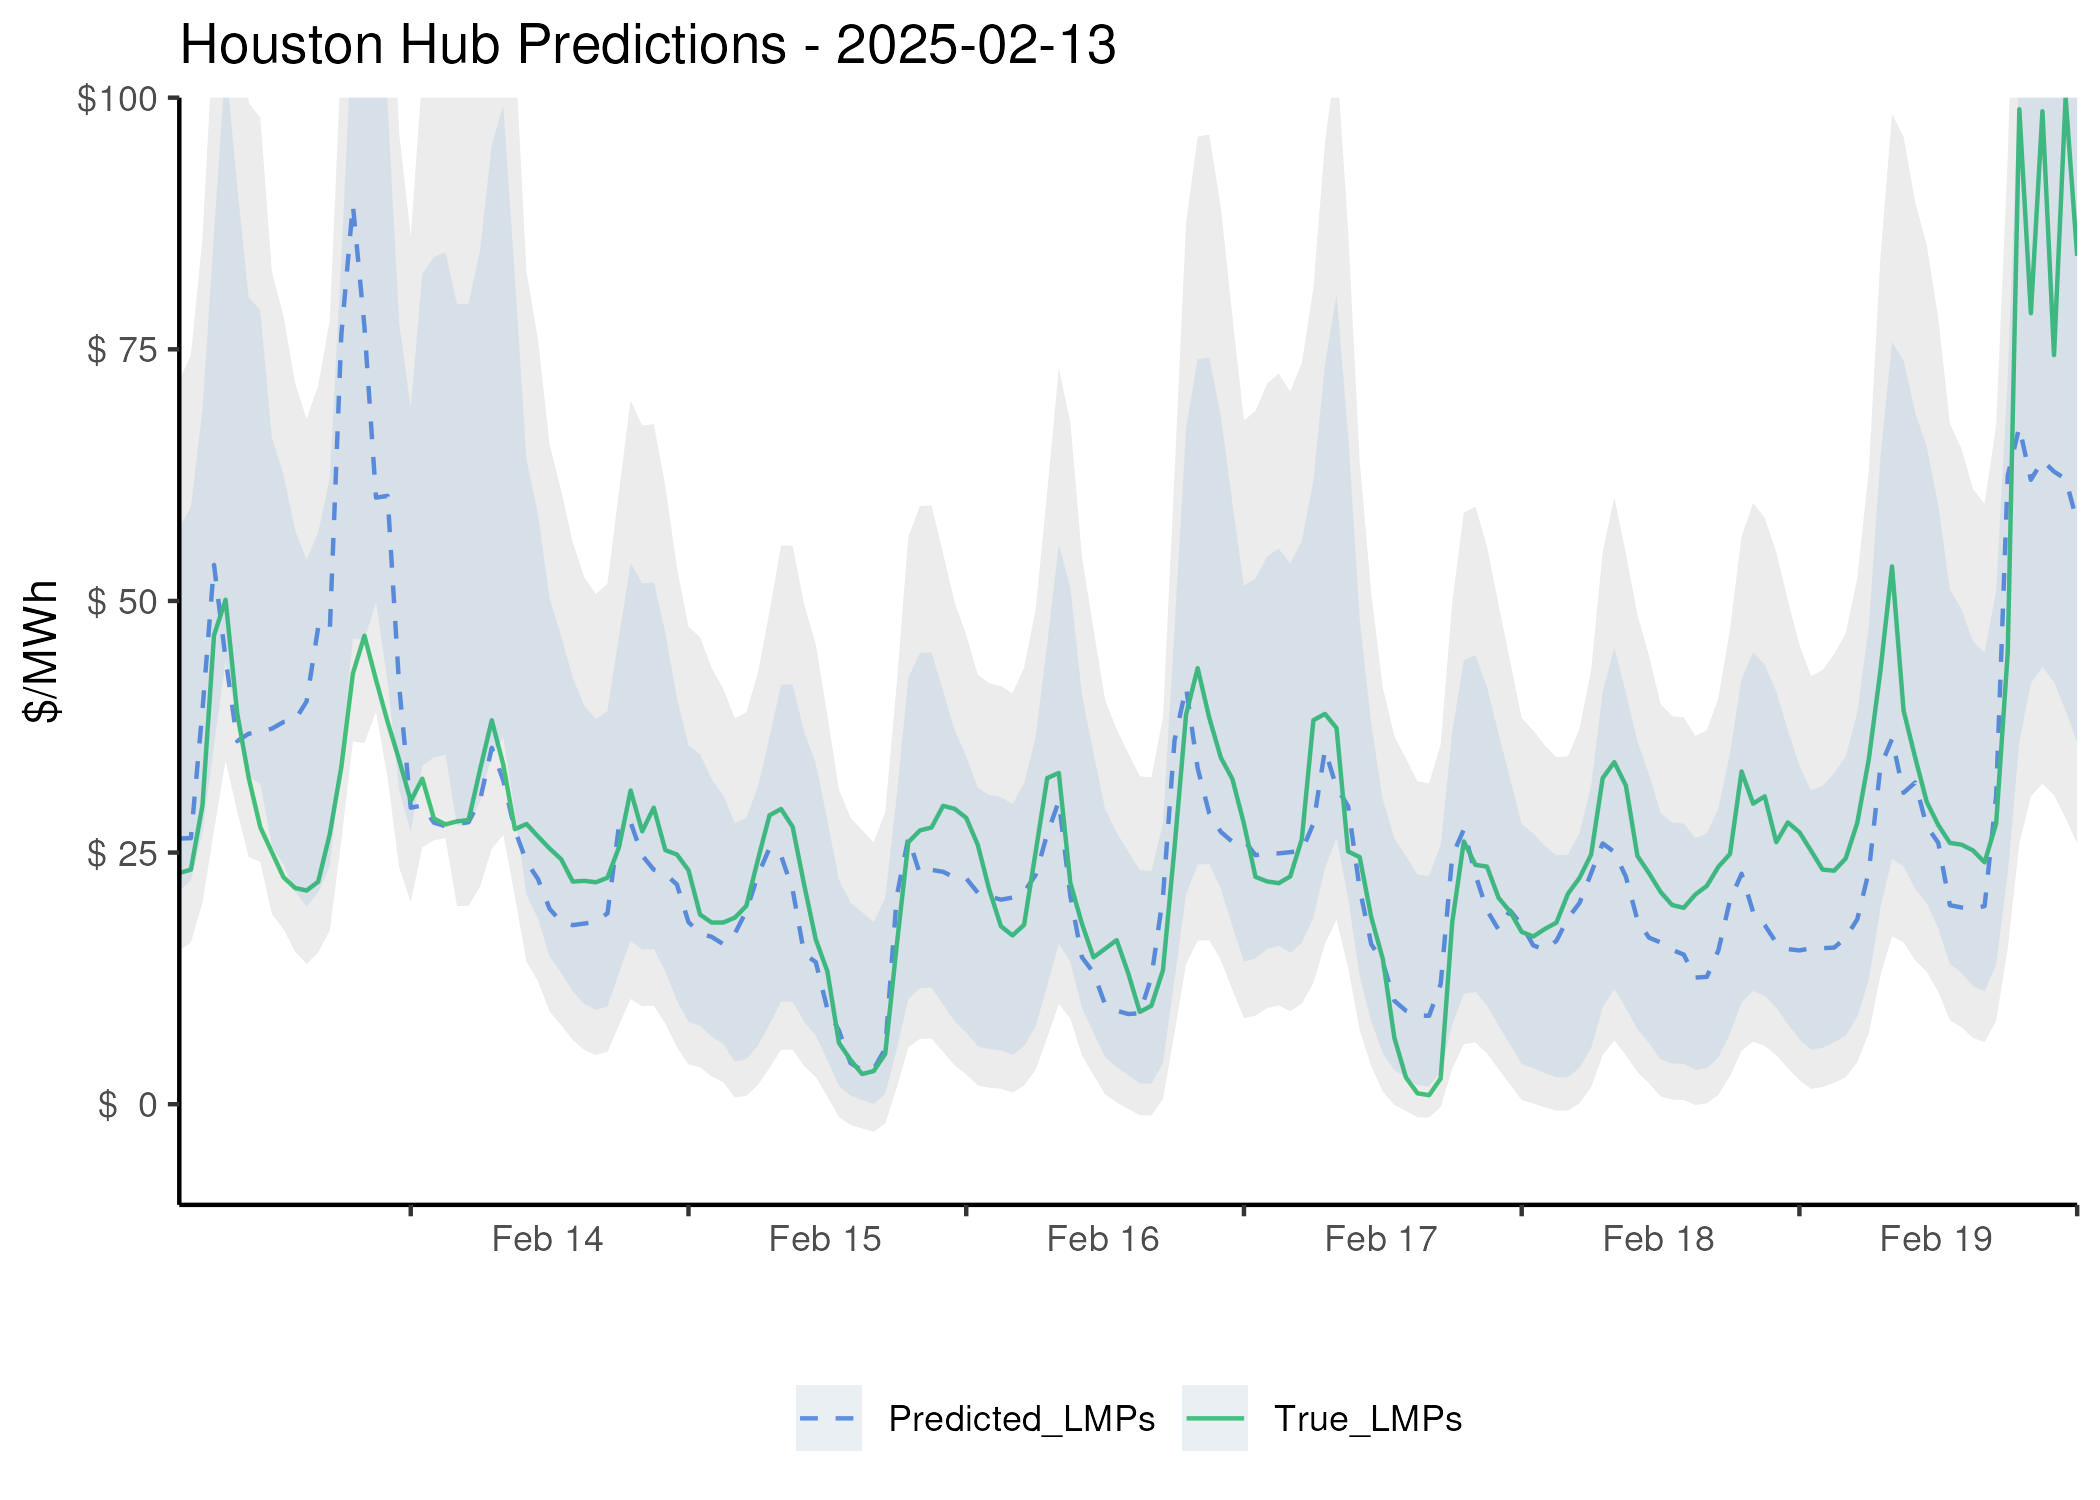 Houston Hub Predictions - 2025-02-13
$100
$ 75
$ 50
$ 25
$ 0
$/MWh
Feb 14
Feb 15
Feb 16
Feb 17
Feb 18
Feb 19
Predicted_LMPs
True_LMPs